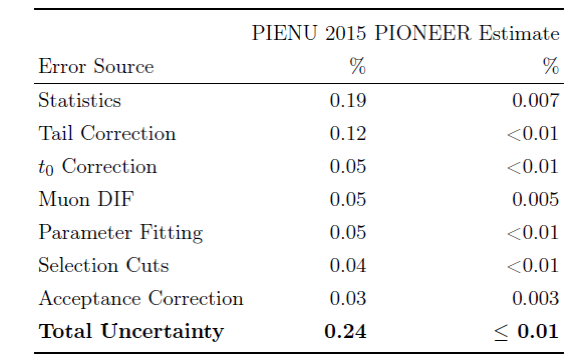 PIENU 2015 PIONEER Estimate
Error Source % %
Statistics 0.19 0.007
Tail Correction 0.12 <0.01
t₀ Correction 0.05 <0.01
Muon DIF 0.05 0.005
Parameter Fitting 0.05 <0.01
Selection Cuts 0.04 <0.01
Acceptance Correction 0.03 0.003
Total Uncertainty 0.24 ≤ 0.01